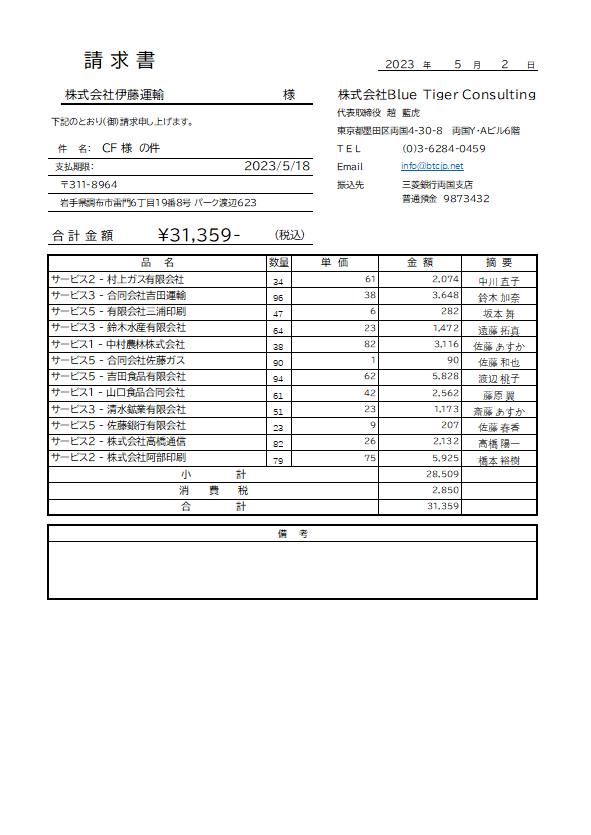 請求書
2023 年 5 月 2 日
株式会社伊藤運輸 様
株式会社Blue Tiger Consulting
下記のとおり(御)請求申し上げます。
代表取締役 趙 藍虎
東京都墨田区両国4-30-8 両国Y・Aビル6階
件 名: CF 様 の件
TEL (0)3-6284-0459
支払期限: 2023/5/18
Email info@btcjp.net
〒311-8964
振込先 三菱銀行両国支店
岩手県調布市雷門6丁目19番8号 パーク渡辺623
普通預金 9873432
合計金額 ¥31,359- (税込)
品 名 数量 単 価 金 額 摘 要
サービス2 - 村上ガス有限会社 34 61 2,074 中川 直子
サービス3 - 合同会社吉田運輸 96 38 3,648 鈴木 加奈
サービス5 - 有限会社三浦印刷 47 6 282 坂本 舞
サービス3 - 鈴木水産有限会社 64 23 1,472 遠藤 拓真
サービス1 - 中村農林株式会社 38 82 3,116 佐藤 あすか
サービス5 - 合同会社佐藤ガス 90 1 90 佐藤 和也
サービス5 - 吉田食品有限会社 94 62 5,828 渡辺 桃子
サービス1 - 山口食品合同会社 61 42 2,562 藤原 翼
サービス3 - 清水鉱業有限会社 51 23 1,173 斎藤 あすか
サービス5 - 佐藤銀行有限会社 23 9 207 佐藤 春香
サービス2 - 株式会社高橋通信 82 26 2,132 高橋 陽一
サービス2 - 株式会社阿部印刷 79 75 5,925 橋本 裕樹
小 計 28,509
消 費 税 2,850
合 計 31,359
備 考